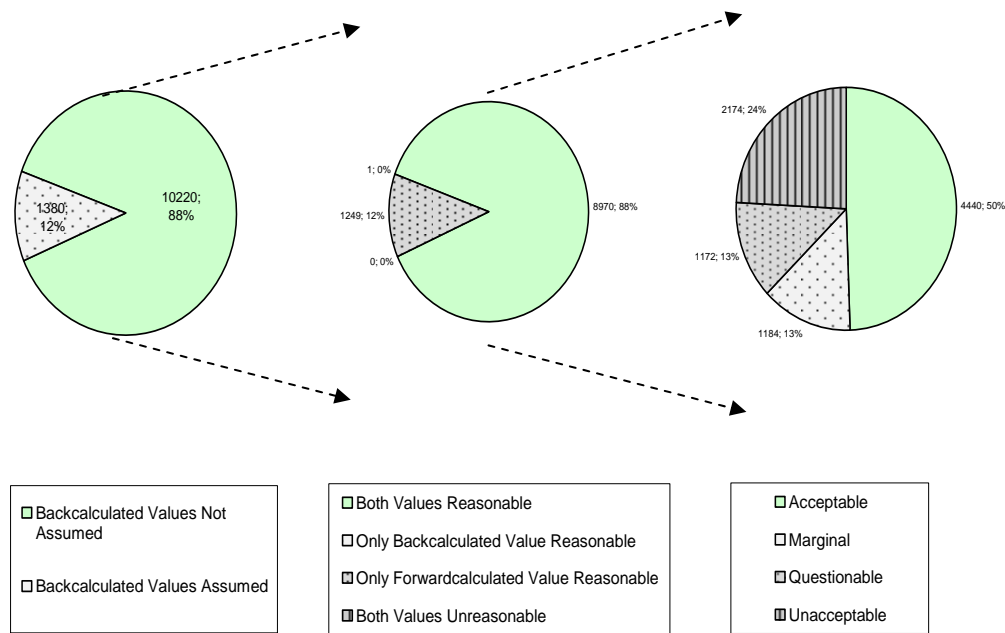 10220;
88%
1380;
12%
1; 0%
1249; 12%
0; 0%
8970; 88%
2174; 24%
4440; 50%
1172; 13%
1184; 13%
Backcalculated Values Not
Assumed
Backcalculated Values Assumed
Both Values Reasonable
Only Backcalculated Value Reasonable
Only Forwardcalculated Value Reasonable
Both Values Unreasonable
Acceptable
Marginal
Questionable
Unacceptable